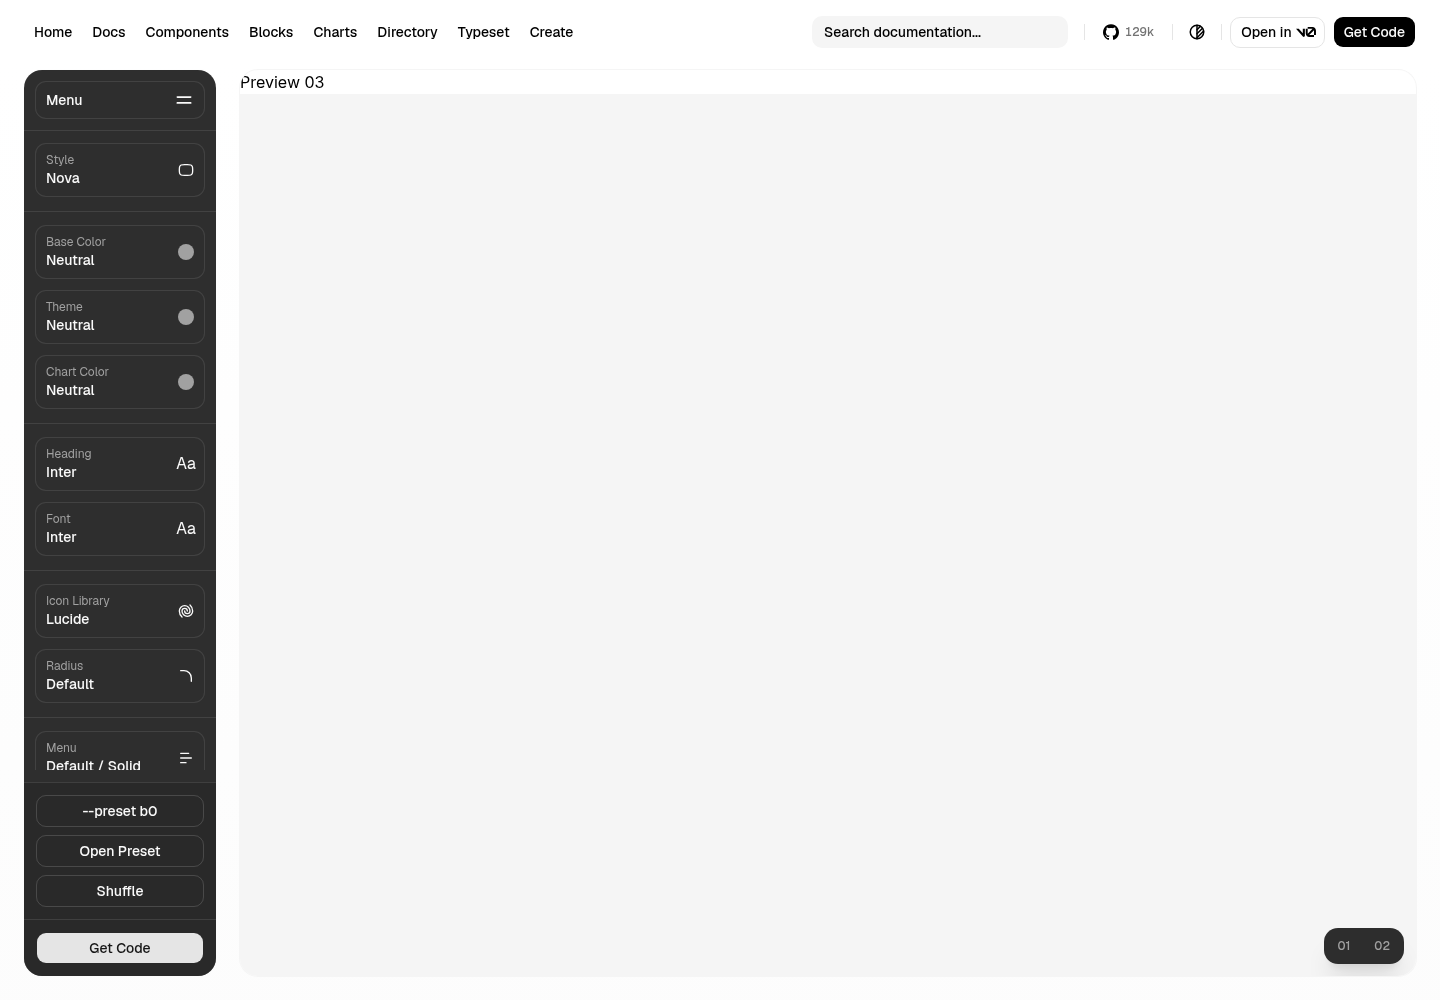 Home Docs Components Blocks Charts Directory Typeset Create Search documentation... 129k Open in v0 Get Code
Menu
Style
Nova
Base Color
Neutral
Theme
Neutral
Chart Color
Neutral
Heading
Inter
Aa
Font
Inter
Aa
Icon Library
Lucide
Radius
Default
Menu
Default / Solid
--preset b0
Open Preset
Shuffle
Get Code
Preview 03
01 02